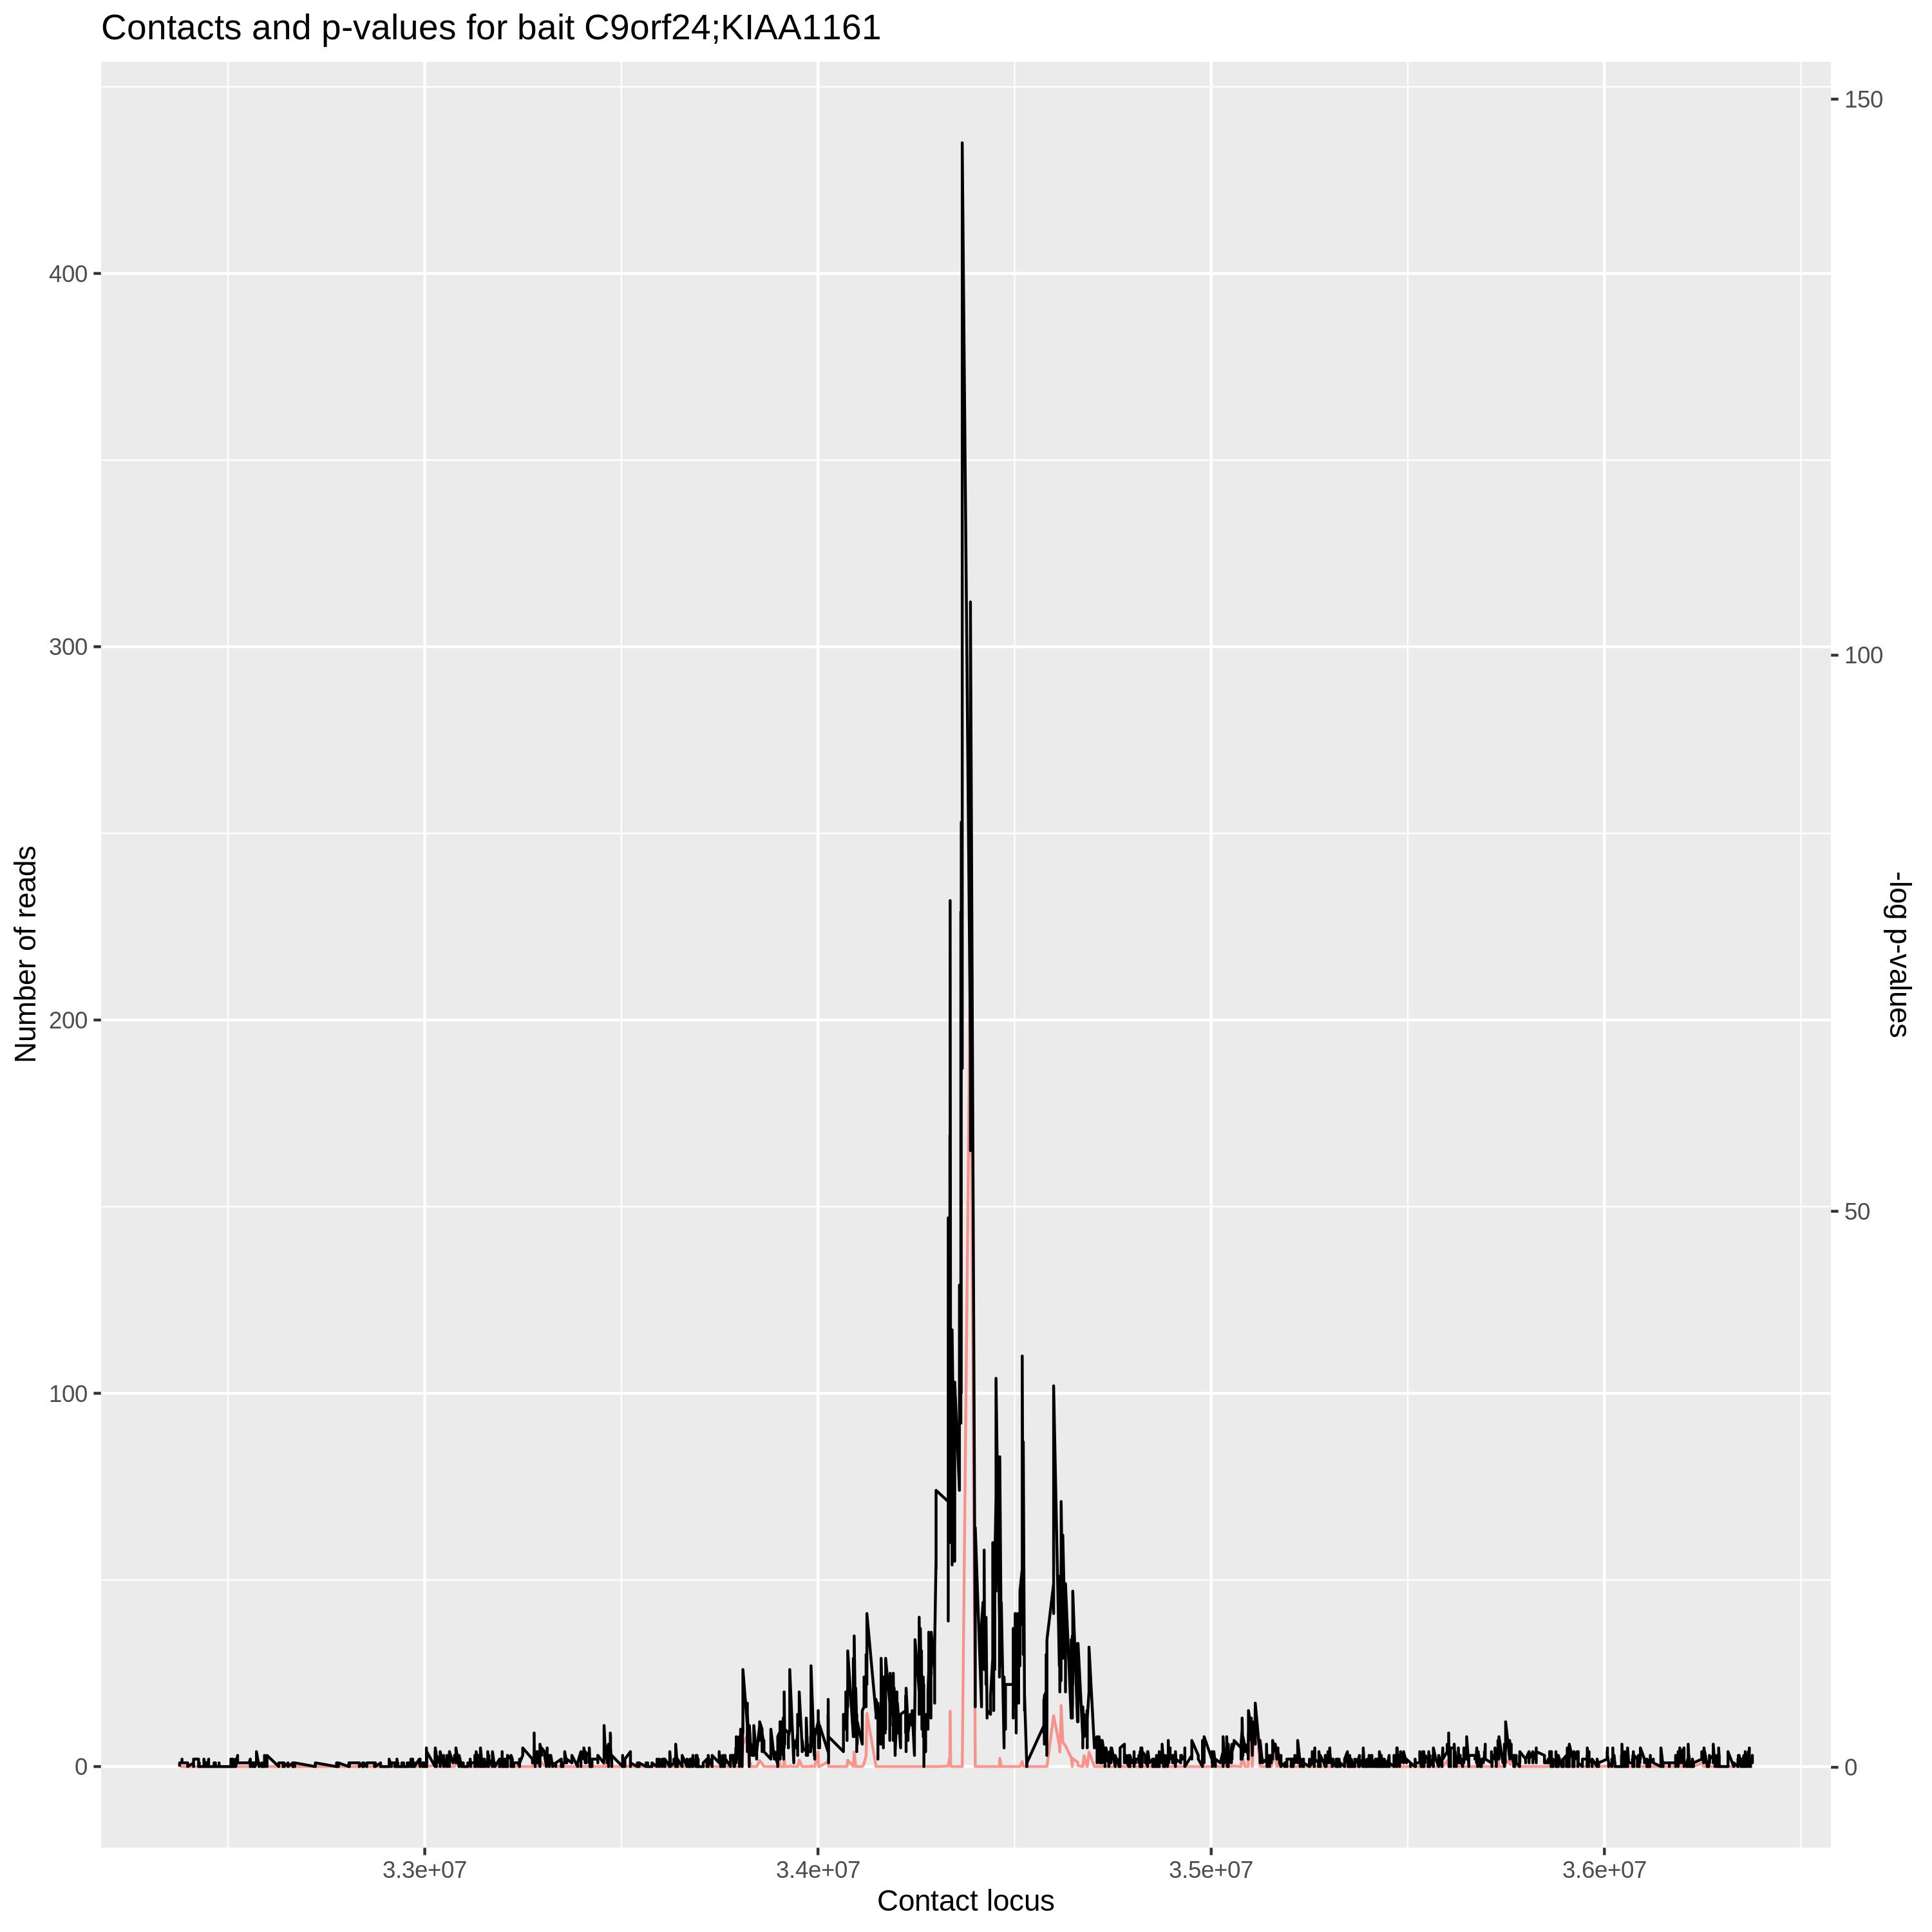 Contacts and p-values for bait C9orf24;KIAA1161
150
400
300
100
200
50
100
0
0
Number of reads
-log p-values
3.3e+07 3.4e+07 3.5e+07 3.6e+07
Contact locus